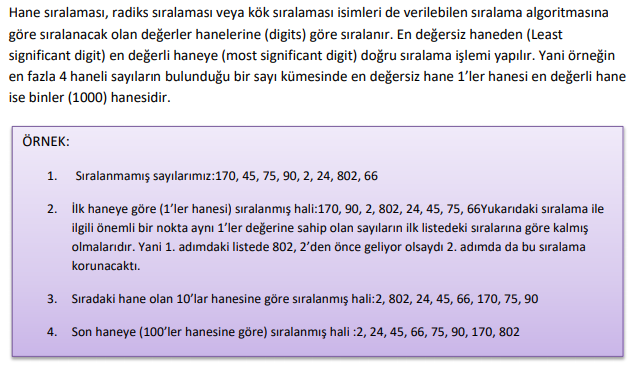 Hane sıralaması, radiks sıralaması veya kök sıralaması isimleri de verilebilen sıralama algoritmasına
göre sıralanacak olan değerler hanelerine (digits) göre sıralanır. En değersiz haneden (Least
significant digit) en değerli haneye (most significant digit) doğru sıralama işlemi yapılır. Yani örneğin
en fazla 4 haneli sayıların bulunduğu bir sayı kümesinde en değersiz hane 1’ler hanesi en değerli hane
ise binler (1000) hanesidir.
ÖRNEK:
1. Sıralanmamış sayılarımız:170, 45, 75, 90, 2, 24, 802, 66
2. İlk haneye göre (1’ler hanesi) sıralanmış hali:170, 90, 2, 802, 24, 45, 75, 66Yukarıdaki sıralama ile
ilgili önemli bir nokta aynı 1’ler değerine sahip olan sayıların ilk listedeki sıralarına göre kalmış
olmalarıdır. Yani 1. adımdaki listede 802, 2’den önce geliyor olsaydı 2. adımda da bu sıralama
korunacaktı.
3. Sıradaki hane olan 10’lar hanesine göre sıralanmış hali:2, 802, 24, 45, 66, 170, 75, 90
4. Son haneye (100’ler hanesine göre) sıralanmış hali :2, 24, 45, 66, 75, 90, 170, 802